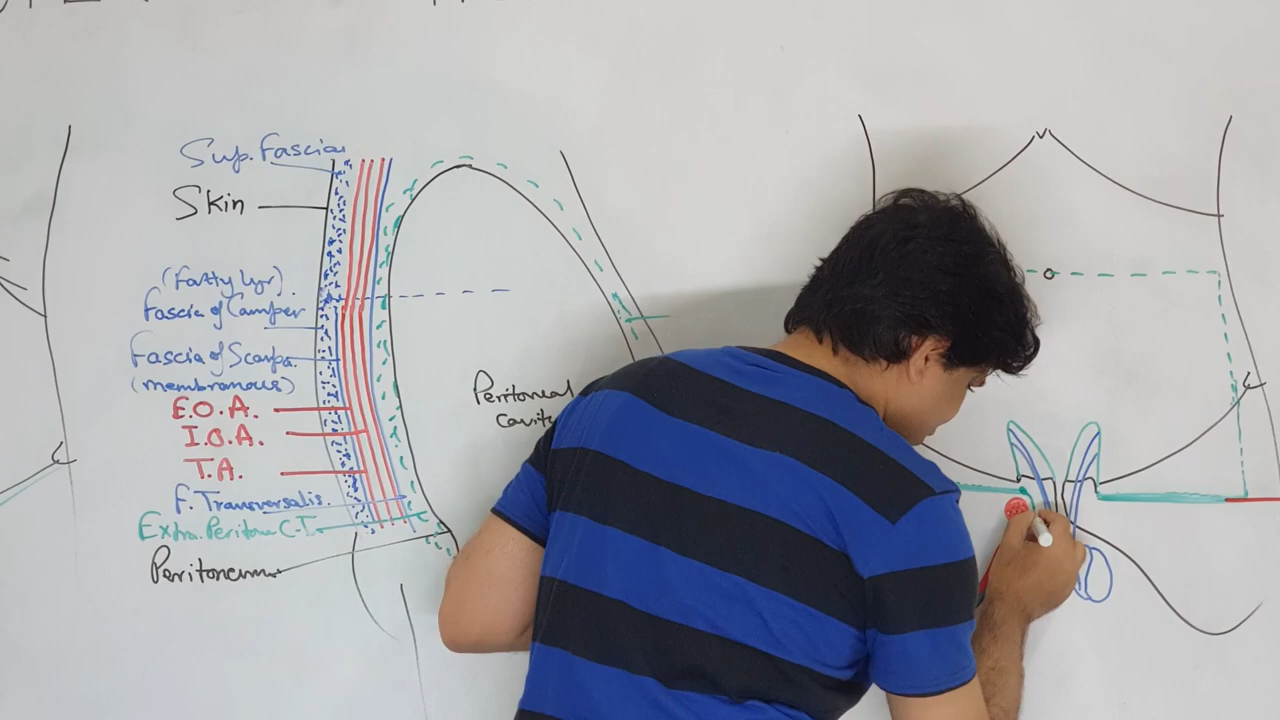 Sup. Fascia
Skin
(Fatty lyr)
Fascia of Camper
Fascia of Scarpa.
(membranous)
E.O.A.
I.O.A.
T.A.
F. Transversalis.
Extra. Peritone C.T.
Peritoneum
Peritoneal
Cavity